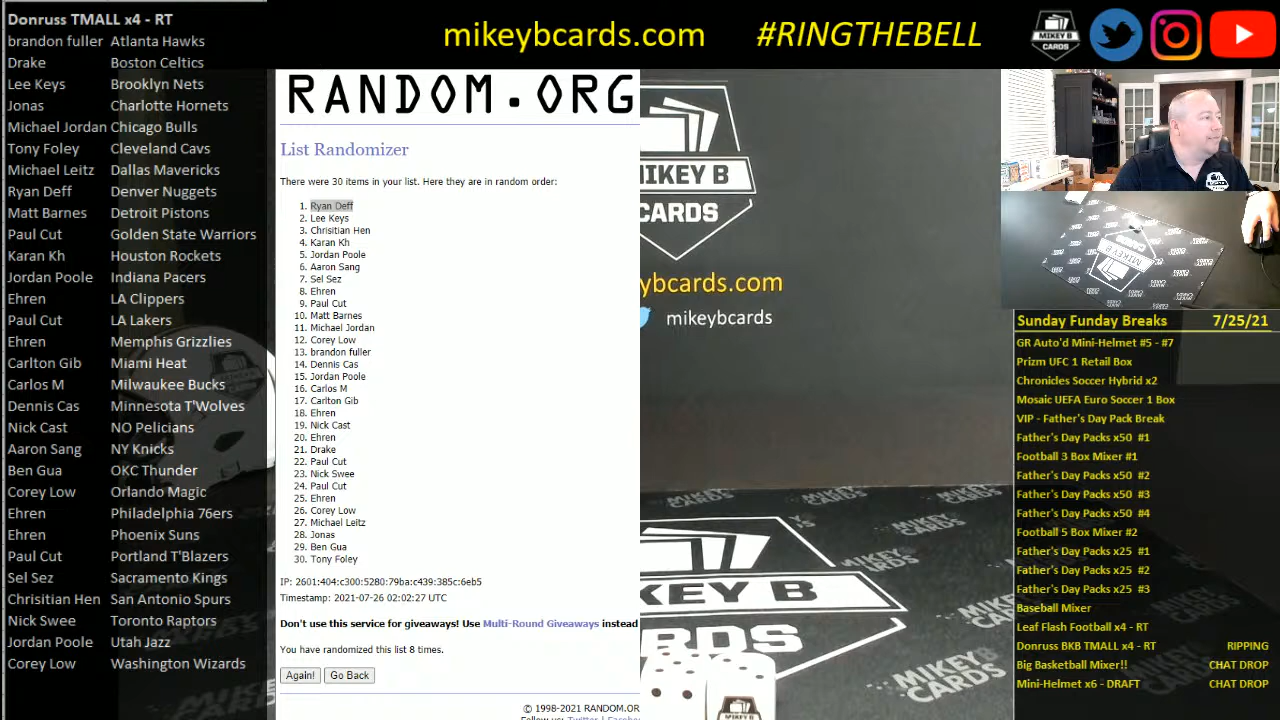 Donruss TMALL x4 - RT
brandon fuller Atlanta Hawks
Drake Boston Celtics
Lee Keys Brooklyn Nets
Jonas Charlotte Hornets
Michael Jordan Chicago Bulls
Tony Foley Cleveland Cavs
Michael Leitz Dallas Mavericks
Ryan Deff Denver Nuggets
Matt Barnes Detroit Pistons
Paul Cut Golden State Warriors
Karan Kh Houston Rockets
Jordan Poole Indiana Pacers
Ehren LA Clippers
Paul Cut LA Lakers
Ehren Memphis Grizzlies
Carlton Gib Miami Heat
Carlos M Milwaukee Bucks
Dennis Cas Minnesota T'Wolves
Nick Cast NO Pelicians
Aaron Sang NY Knicks
Ben Gua OKC Thunder
Corey Low Orlando Magic
Ehren Philadelphia 76ers
Ehren Phoenix Suns
Paul Cut Portland T'Blazers
Sel Sez Sacramento Kings
Chrisitian Hen San Antonio Spurs
Nick Swee Toronto Raptors
Jordan Poole Utah Jazz
Corey Low Washington Wizards
mikeybcards.com #RINGTHEBELL
MIKEY B
CARDS
RANDOM.ORG
List Randomizer
There were 30 items in your list. Here they are in random order:
1. Ryan Deff
2. Lee Keys
3. Chrisitian Hen
4. Karan Kh
5. Jordan Poole
6. Aaron Sang
7. Sel Sez
8. Ehren
9. Paul Cut
10. Matt Barnes
11. Michael Jordan
12. Corey Low
13. brandon fuller
14. Dennis Cas
15. Jordan Poole
16. Carlos M
17. Carlton Gib
18. Ehren
19. Nick Cast
20. Ehren
21. Drake
22. Paul Cut
23. Nick Swee
24. Paul Cut
25. Ehren
26. Corey Low
27. Michael Leitz
28. Jonas
29. Ben Gua
30. Tony Foley
IP: 2601:404:c300:5280:79ba:c439:385c:6eb5
Timestamp: 2021-07-26 02:02:27 UTC
Don't use this service for giveaways! Use Multi-Round Giveaways instead
You have randomized this list 8 times.
Again! Go Back
© 1998-2021 RANDOM.OR
Follow us: Twitter | Facebo
MIKEY B
CARDS
ybcards.com
mikeybcards
KEY B
RDS
Sunday Funday Breaks 7/25/21
GR Auto'd Mini-Helmet #5 - #7
Prizm UFC 1 Retail Box
Chronicles Soccer Hybrid x2
Mosaic UEFA Euro Soccer 1 Box
VIP - Father's Day Pack Break
Father's Day Packs x50 #1
Football 3 Box Mixer #1
Father's Day Packs x50 #2
Father's Day Packs x50 #3
Father's Day Packs x50 #4
Football 5 Box Mixer #2
Father's Day Packs x25 #1
Father's Day Packs x25 #2
Father's Day Packs x25 #3
Baseball Mixer
Leaf Flash Football x4 - RT
Donruss BKB TMALL x4 - RT RIPPING
Big Basketball Mixer!! CHAT DROP
Mini-Helmet x6 - DRAFT CHAT DROP